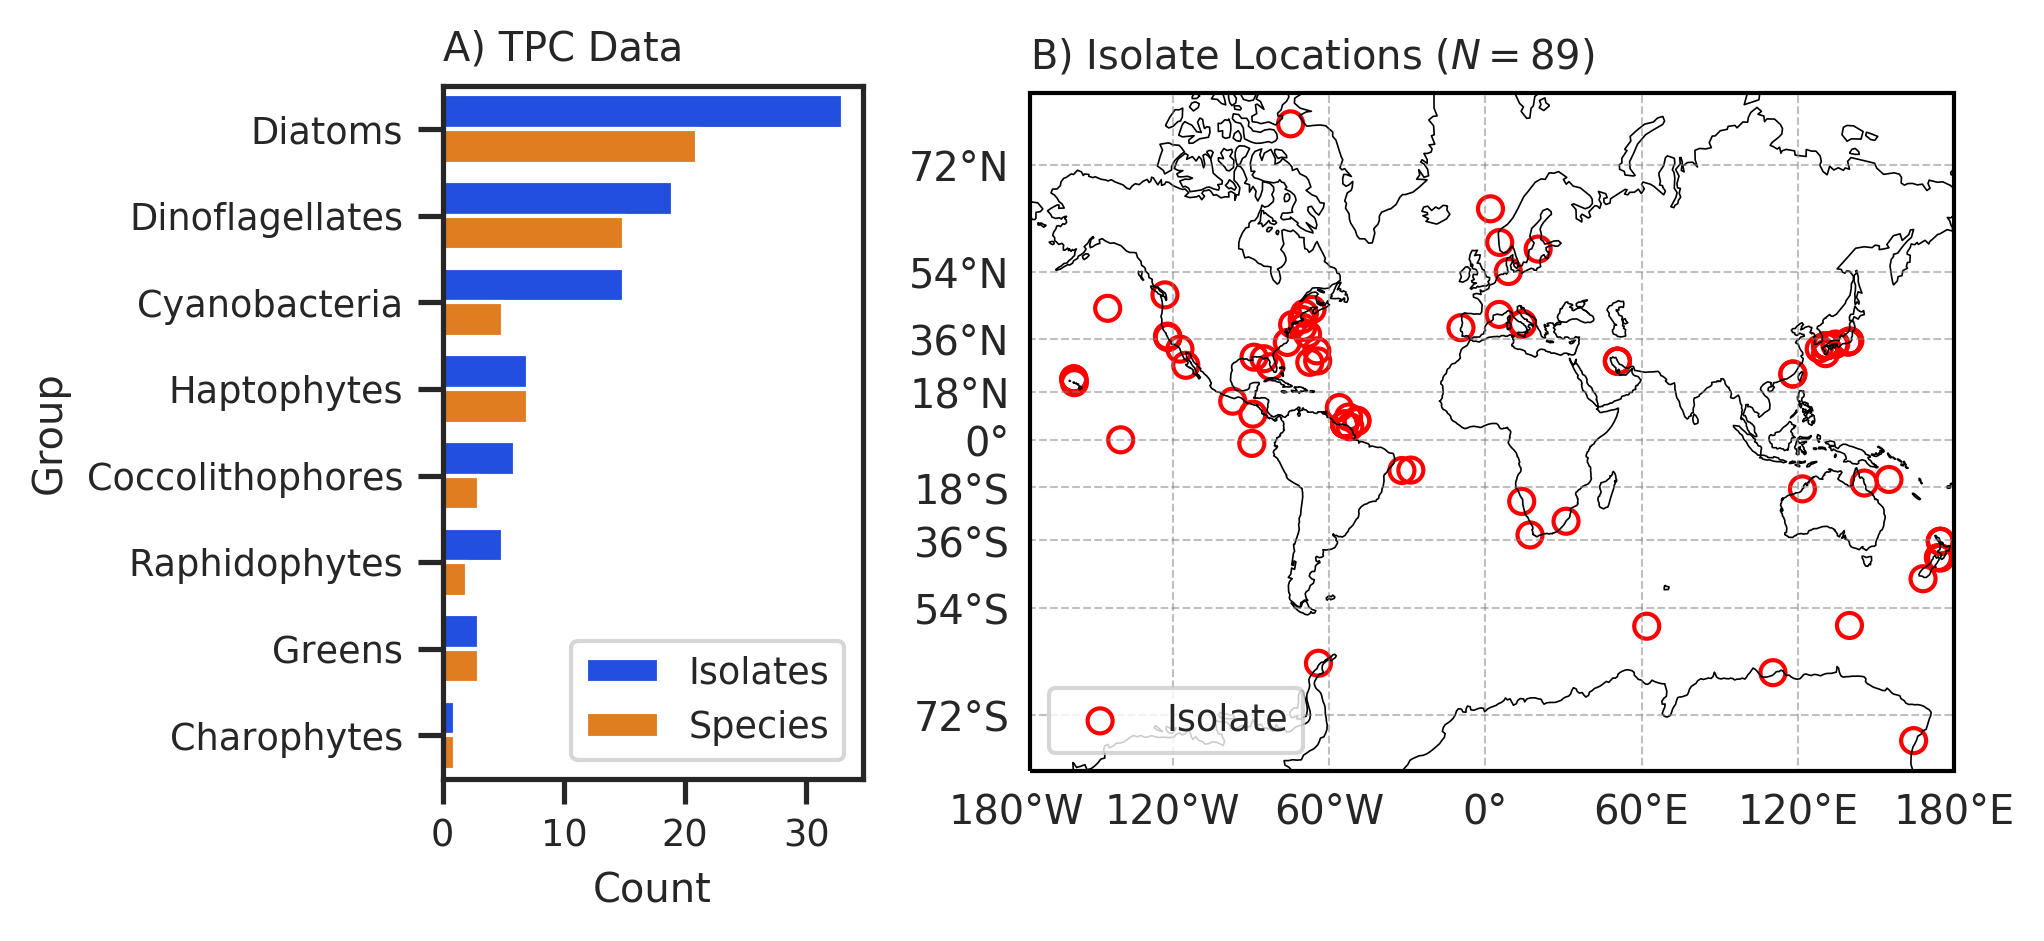 A) TPC Data
Group
Diatoms
Dinoflagellates
Cyanobacteria
Haptophytes
Coccolithophores
Raphidophytes
Greens
Charophytes
Isolates
Species
0 10 20 30
Count
B) Isolate Locations (N = 89)
72°N
54°N
36°N
18°N
0°
18°S
36°S
54°S
72°S
Isolate
180°W 120°W 60°W 0° 60°E 120°E 180°E